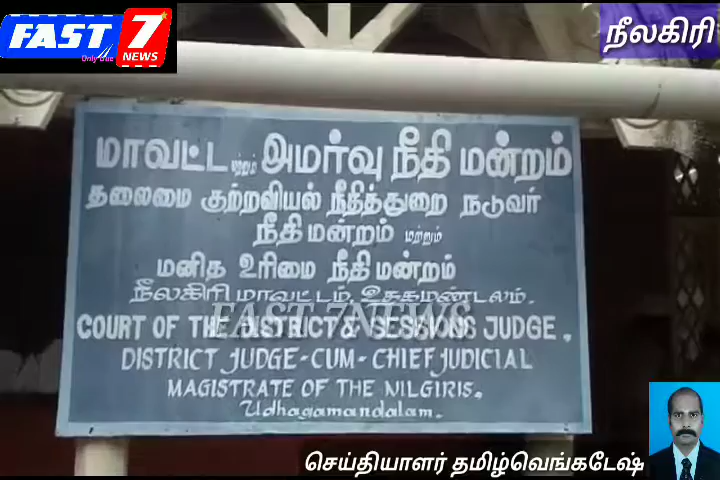 FAST 7
NEWS
Only One
நீலகிரி
மாவட்ட மற்றும் அமர்வு நீதி மன்றம்
தலைமை குற்றவியல் நீதித்துறை நடுவர்
நீதி மன்றம் மற்றும்
மனித உரிமை நீதி மன்றம்
நீலகிரி மாவட்டம், உதகமண்டலம்.
FAST 7NEWS
COURT OF THE DISTRICT & SESSIONS JUDGE.
DISTRICT JUDGE-CUM-CHIEF JUDICIAL
MAGISTRATE OF THE NILGIRIS.
Udhagamandalam.
செய்தியாளர் தமிழ்வெங்கடேஷ்